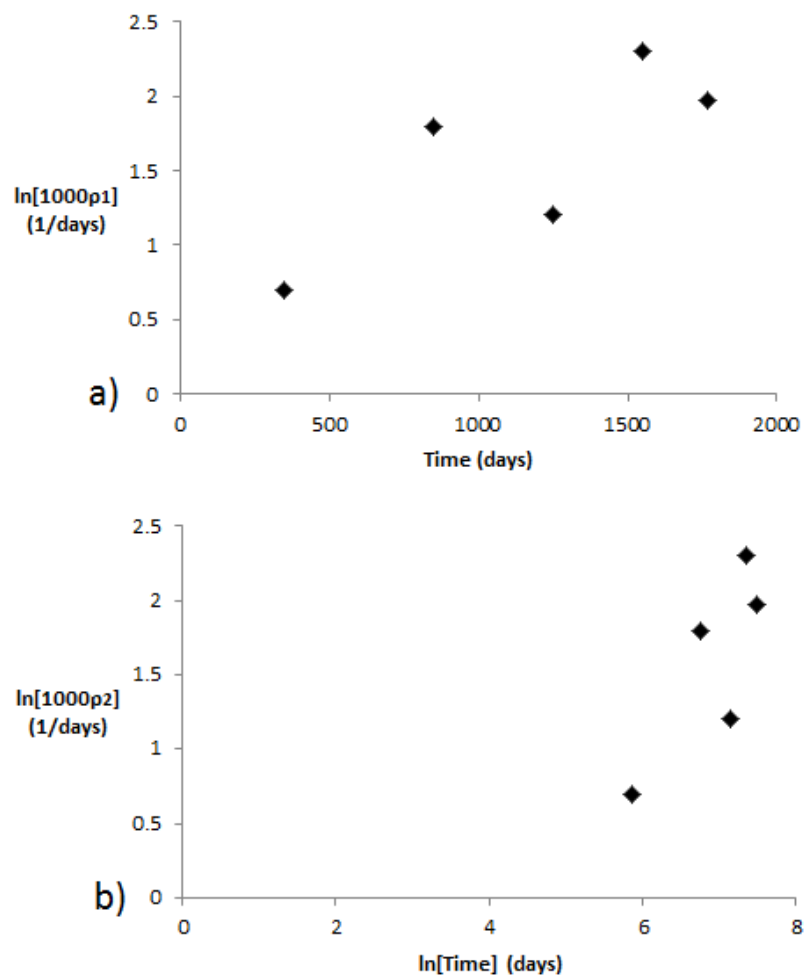 2.5
2
1.5
ln[1000ρ1]
(1/days)
1
0.5
0
a)
0 500 1000 1500 2000
Time (days)
2.5
2
1.5
ln[1000ρ2]
(1/days)
1
0.5
0
b)
0 2 4 6 8
ln[Time] (days)